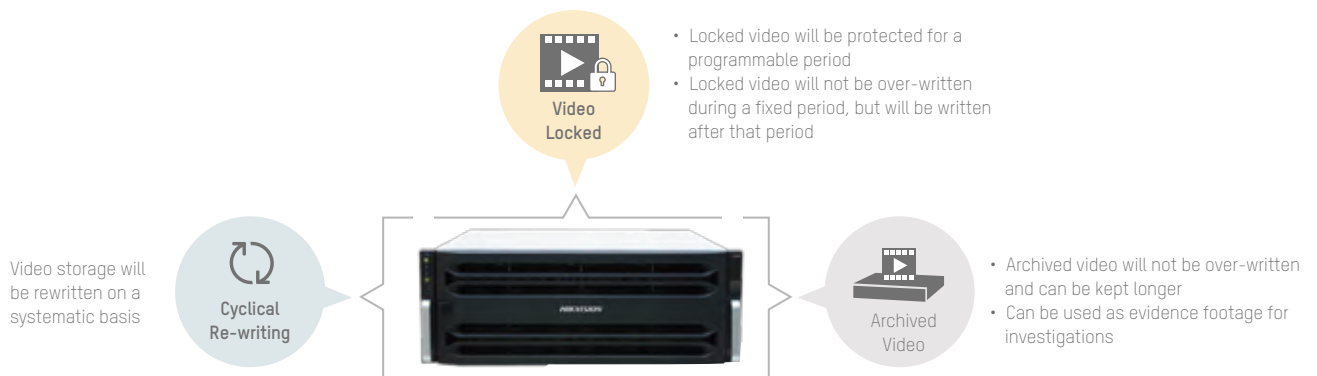 • Locked video will be protected for a
programmable period
• Locked video will not be over-written
during a fixed period, but will be written
after that period
Video
Locked
Video storage will
be rewritten on a
systematic basis
Cyclical
Re-writing
HIKVISION
Archived
Video
• Archived video will not be over-written
and can be kept longer
• Can be used as evidence footage for
investigations